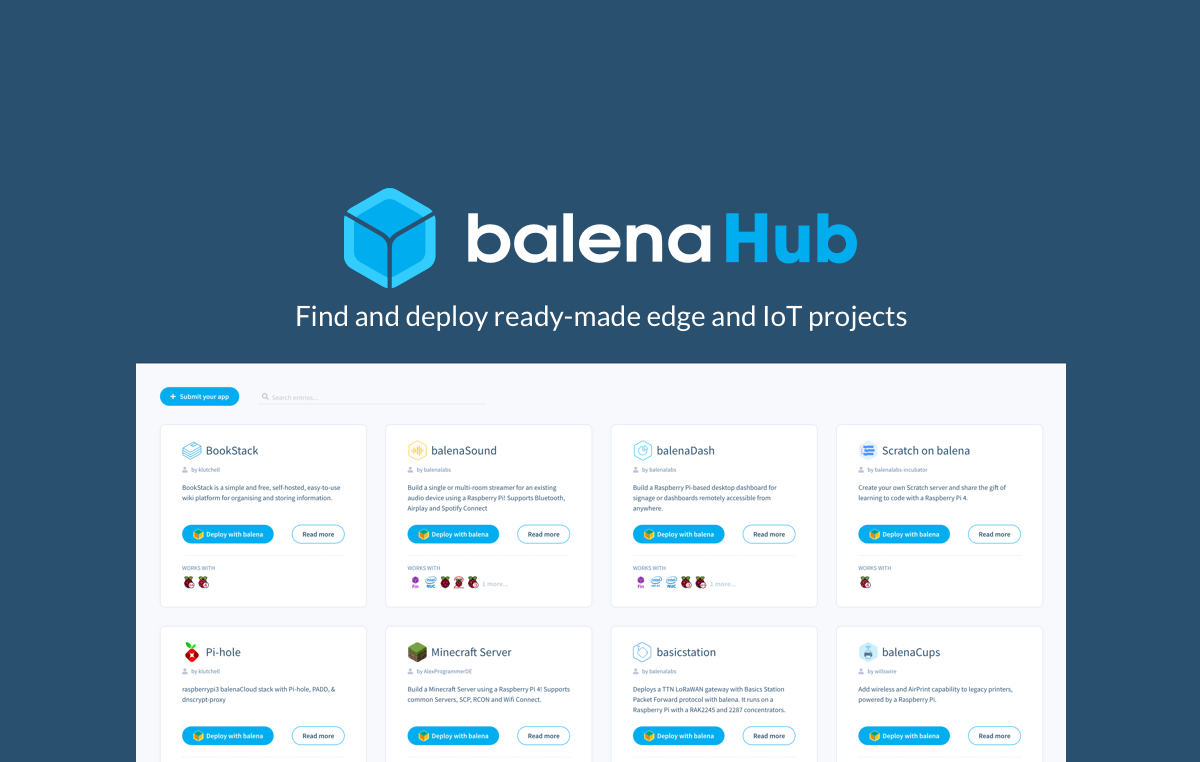 balenaHub
Find and deploy ready-made edge and IoT projects
+ Submit your app
Search entries...
BookStack
by klutchell
BookStack is a simple and free, self-hosted, easy-to-use
wiki platform for organising and storing information.
Deploy with balena
Read more
WORKS WITH
balenaSound
by balenalabs
Build a single or multi-room streamer for an existing
audio device using a Raspberry Pi! Supports Bluetooth,
Airplay and Spotify Connect
Deploy with balena
Read more
WORKS WITH
Fin
intel
NUC
1 more...
balenaDash
by balenalabs
Build a Raspberry Pi-based desktop dashboard for
signage or dashboards remotely accessible from
anywhere.
Deploy with balena
Read more
WORKS WITH
Fin
intel
intel
NUC
1 more...
Scratch on balena
by balenalabs-incubator
Create your own Scratch server and share the gift of
learning to code with a Raspberry Pi 4.
Deploy with balena
Read more
WORKS WITH
Pi-hole
by klutchell
raspberrypi3 balenaCloud stack with Pi-hole, PADD, &
dnscrypt-proxy
Deploy with balena
Read more
Minecraft Server
by AlexProgrammerDE
Build a Minecraft Server using a Raspberry Pi 4! Supports
common Servers, SCP, RCON and Wifi Connect.
Deploy with balena
Read more
basicstation
by balenalabs
Deploys a TTN LoRaWAN gateway with Basics Station
Packet Forward protocol with balena. It runs on a
Raspberry Pi with a RAK2245 and 2287 concentrators.
Deploy with balena
Read more
balenaCups
by willswire
Add wireless and AirPrint capability to legacy printers,
powered by a Raspberry Pi.
Deploy with balena
Read more